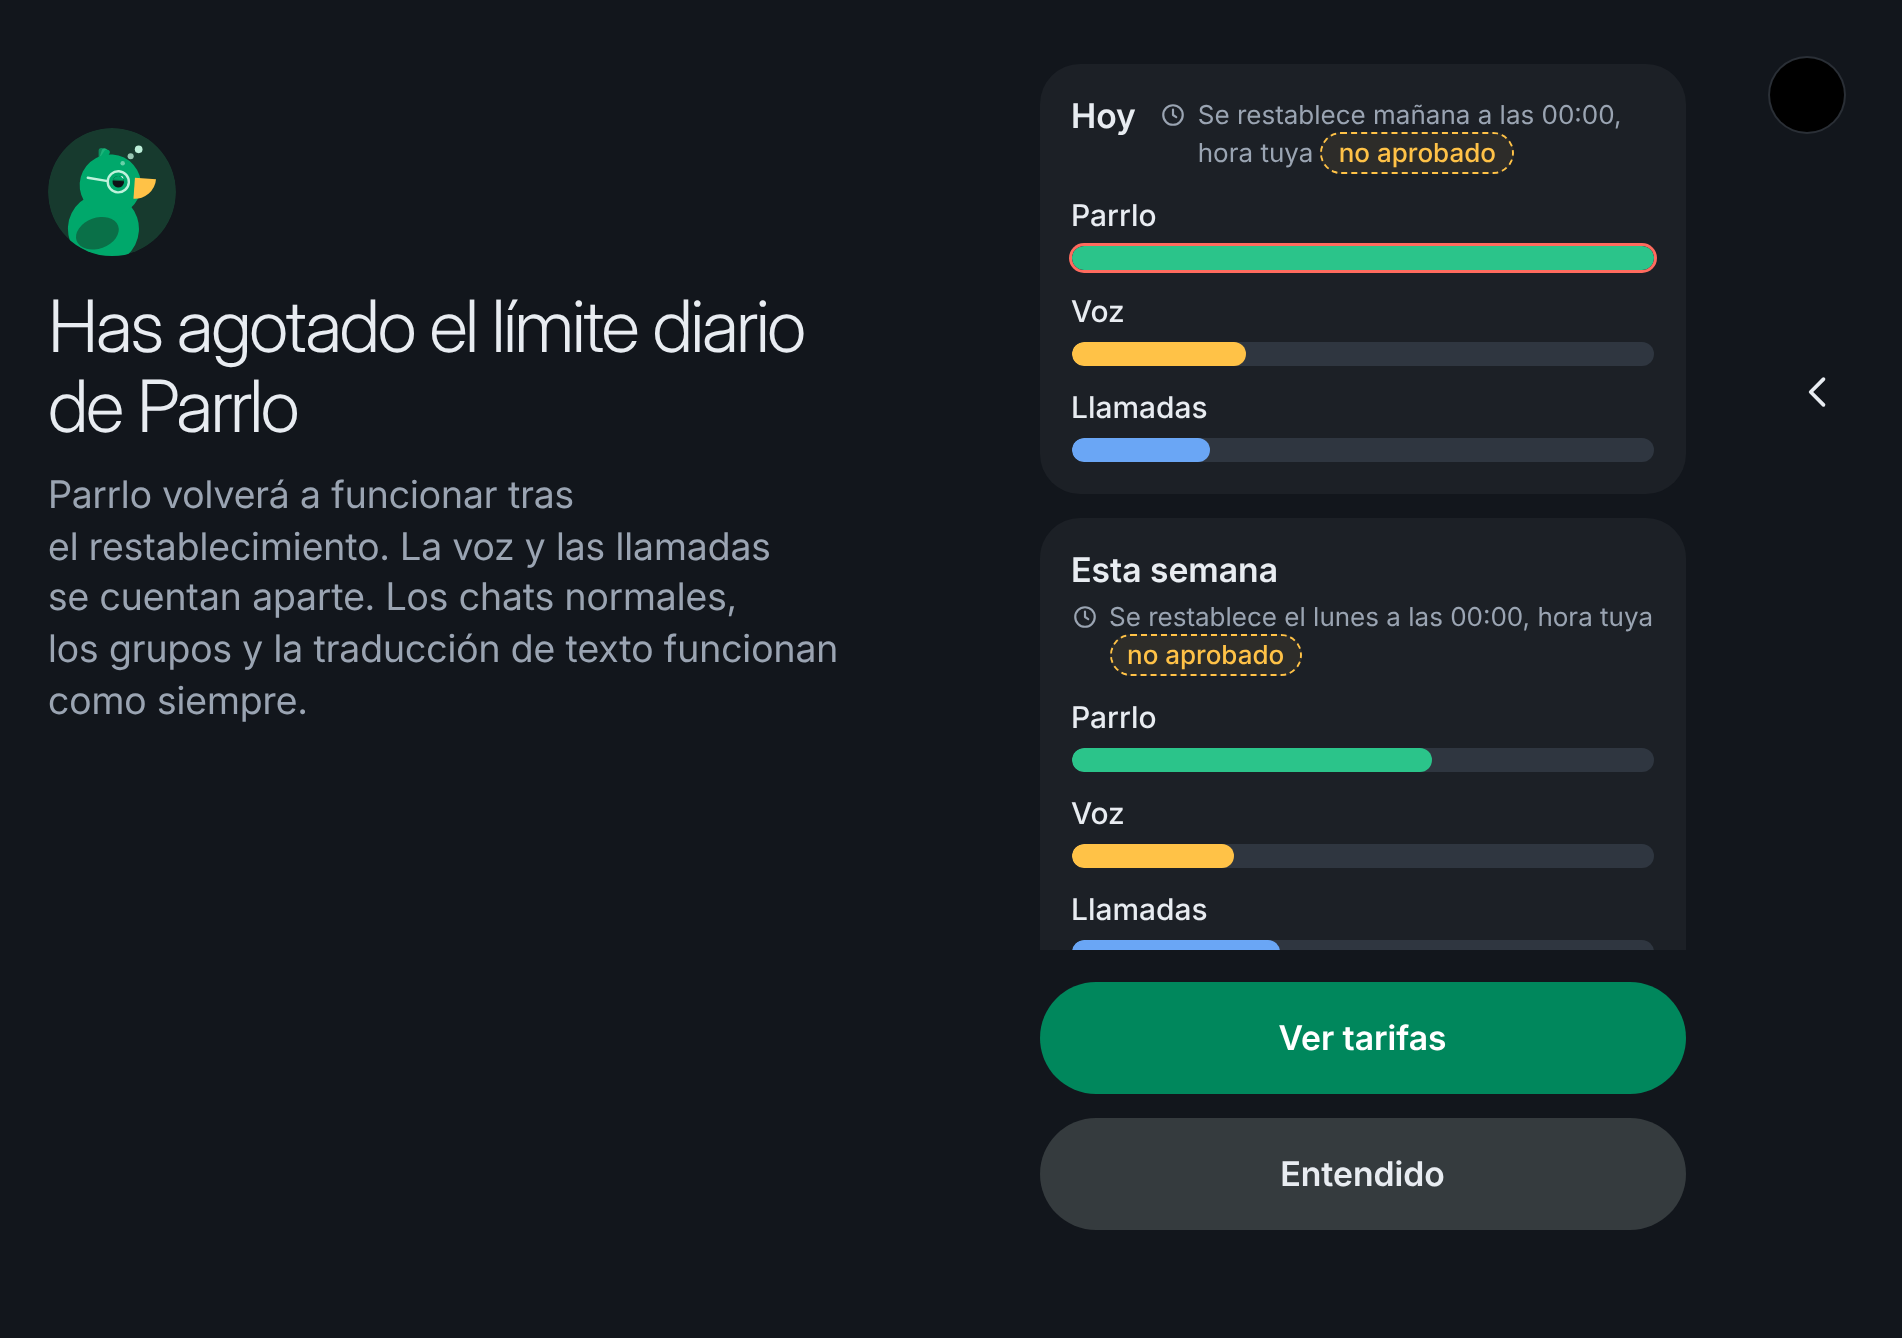 Has agotado el límite diario
de Parrlo
Parrlo volverá a funcionar tras
el restablecimiento. La voz y las llamadas
se cuentan aparte. Los chats normales,
los grupos y la traducción de texto funcionan
como siempre.
Hoy Se restablece mañana a las 00:00,
hora tuya no aprobado
Parrlo
Voz
Llamadas
Esta semana
Se restablece el lunes a las 00:00, hora tuya
no aprobado
Parrlo
Voz
Llamadas
Ver tarifas
Entendido